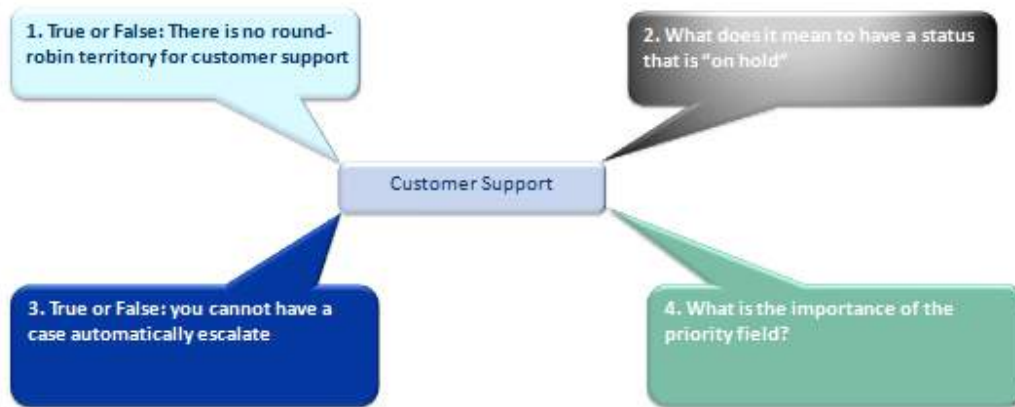 1. True or False: There is no round-
robin territory for customer support
2. What does it mean to have a status
that is “on hold”
Customer Support
3. True or False: you cannot have a
case automatically escalate
4. What is the importance of the
priority field?